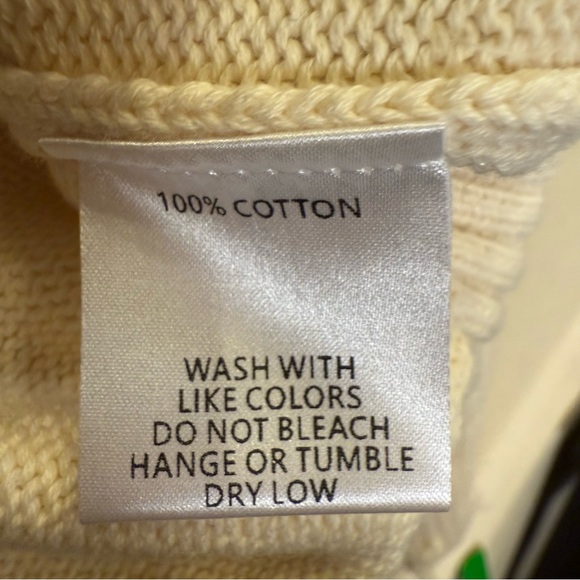 100% COTTON
WASH WITH
LIKE COLORS
DO NOT BLEACH
HANGE OR TUMBLE
DRY LOW